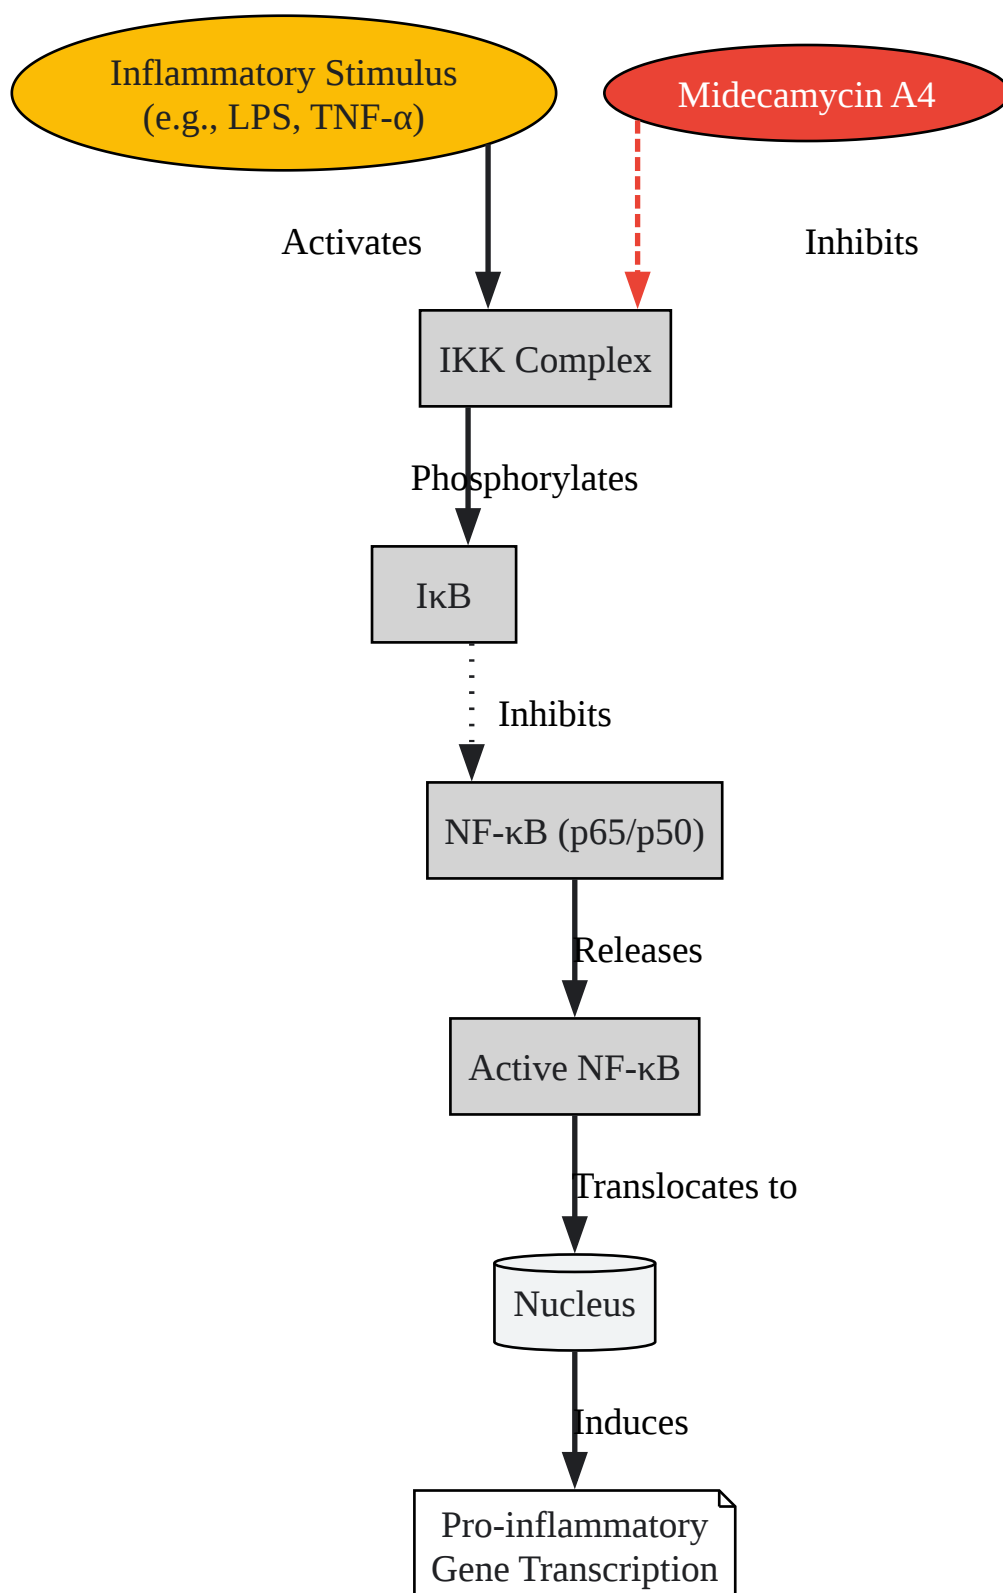 Inflammatory Stimulus
(e.g., LPS, TNF-α)
Midecamycin A4
Activates
Inhibits
IKK Complex
Phosphorylates
IκB
Inhibits
NF-κB (p65/p50)
Releases
Active NF-κB
Translocates to
Nucleus
Induces
Pro-inflammatory
Gene Transcription